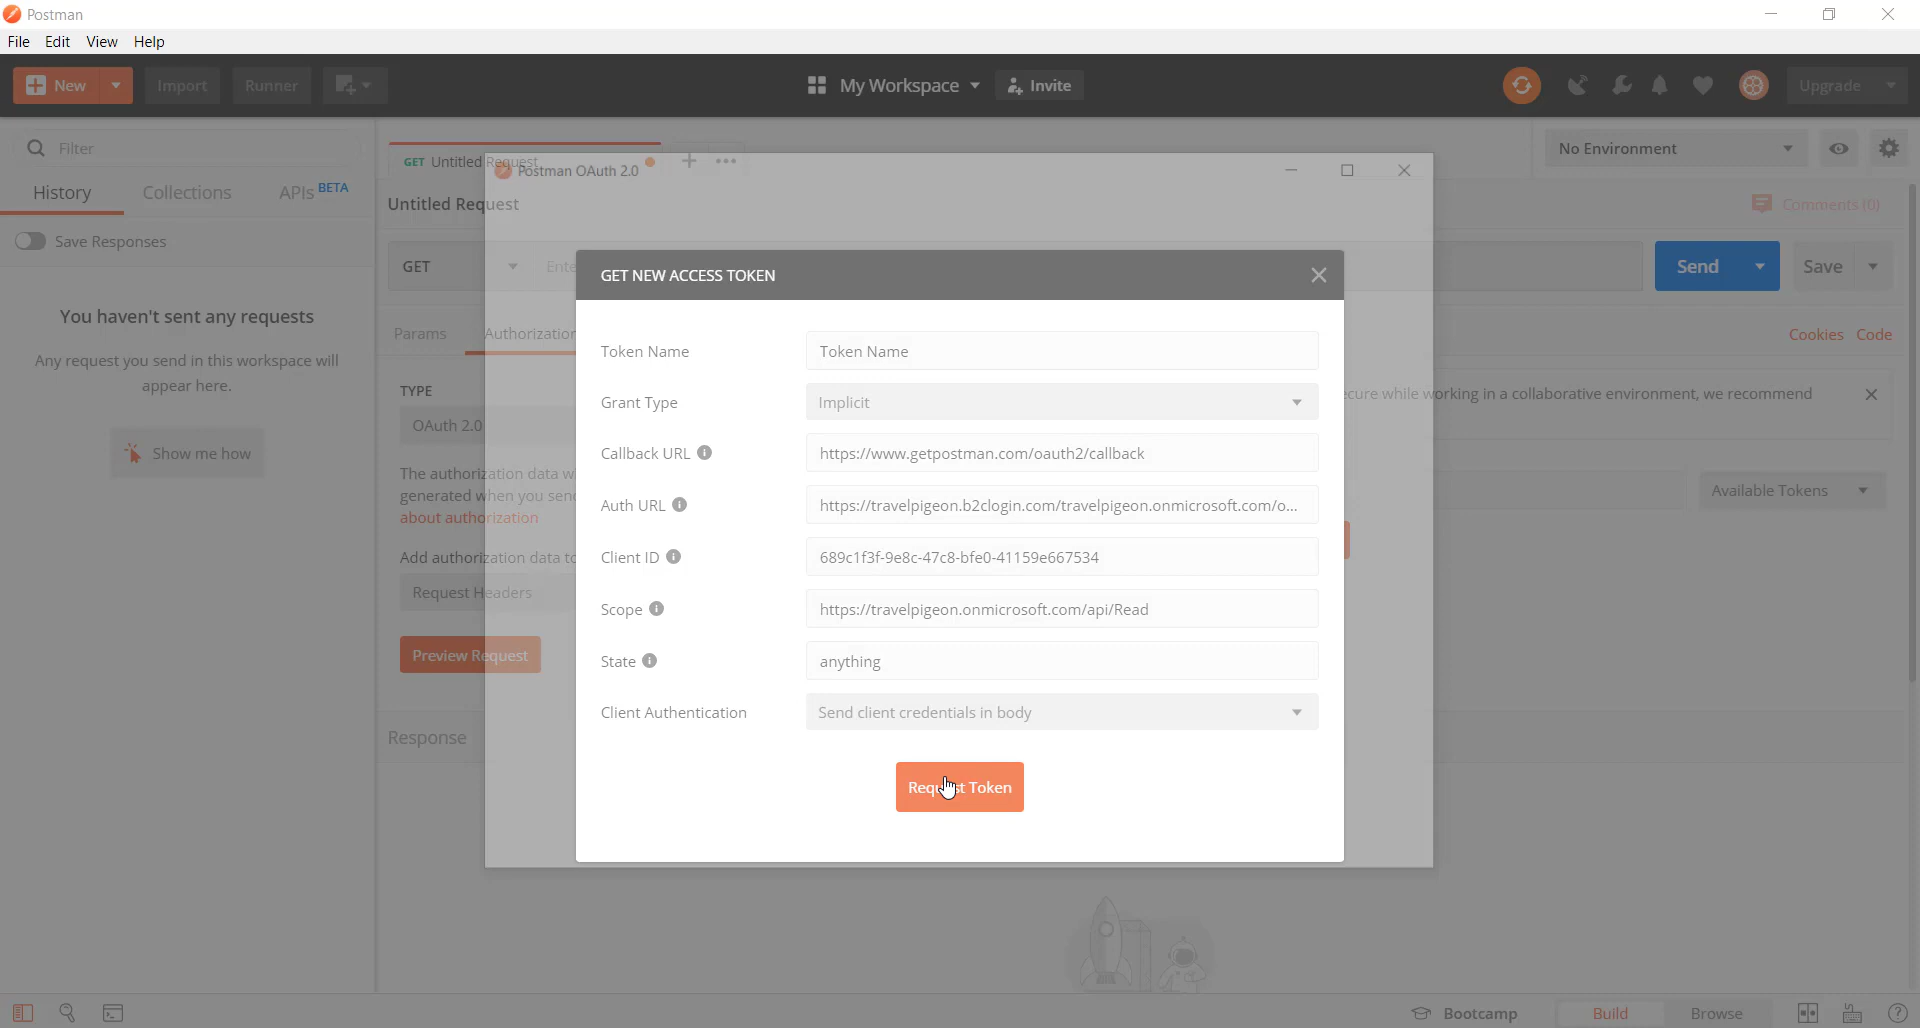 Postman
File Edit View Help
New Import Runner My Workspace Invite Upgrade
Filter
History Collections APIs BETA
Save Responses
You haven't sent any requests
Any request you send in this workspace will
appear here.
Show me how
GET Untitled Request
Postman OAuth 2.0
No Environment
Untitled Request
Comments (0)
GET
Send Save
Params Authorization
Cookies Code
TYPE
OAuth 2.0
while working in a collaborative environment, we recommend
The authorization data
generated when you
about authorization
Available Tokens
Add authorization data to
Request Headers
Preview Request
Response
GET NEW ACCESS TOKEN
Token Name Token Name
Grant Type Implicit
Callback URL https://www.getpostman.com/oauth2/callback
Auth URL https://travelpigeon.b2clogin.com/travelpigeon.onmicrosoft.com/o...
Client ID 689c1f3f-9e8c-47c8-bfe0-41159e667534
Scope https://travelpigeon.onmicrosoft.com/api/Read
State anything
Client Authentication Send client credentials in body
Request Token
Bootcamp Build Browse